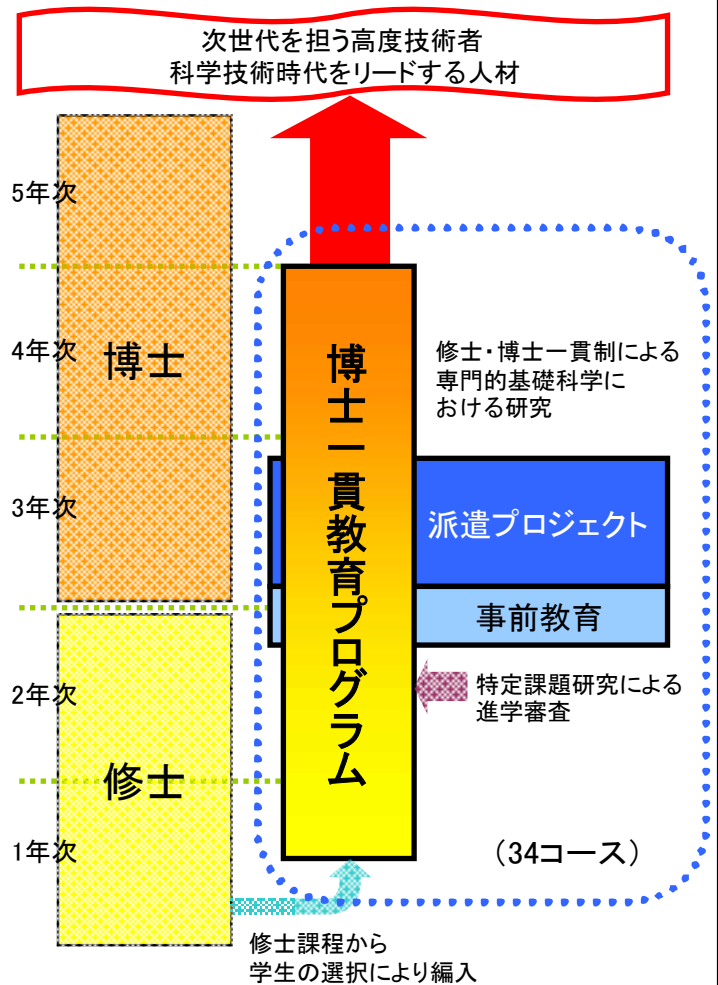 次世代を担う高度技術者
科学技術時代をリードする人材
5年次
4年次
博士
3年次
2年次
修士
1年次
博士一貫教育プログラム
修士・博士一貫制による
専門的基礎科学に
おける研究
派遣プロジェクト
事前教育
特定課題研究による
進学審査
(34コース)
修士課程から
学生の選択により編入